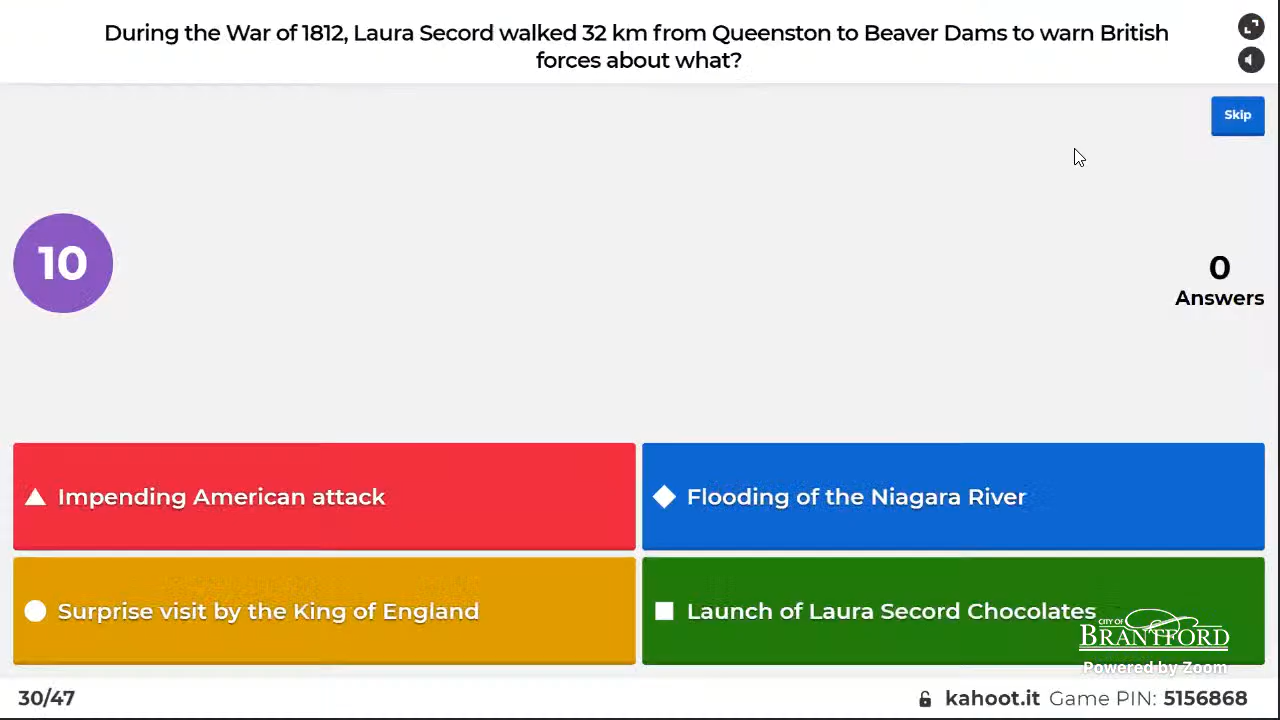 During the War of 1812, Laura Secord walked 32 km from Queenston to Beaver Dams to warn British
forces about what?
Skip
10
0
Answers
Impending American attack
Flooding of the Niagara River
Surprise visit by the King of England
Launch of Laura Secord Chocolates
CITY OF
BRANTFORD
Powered by Zoom
30/47
kahoot.it Game PIN: 5156868